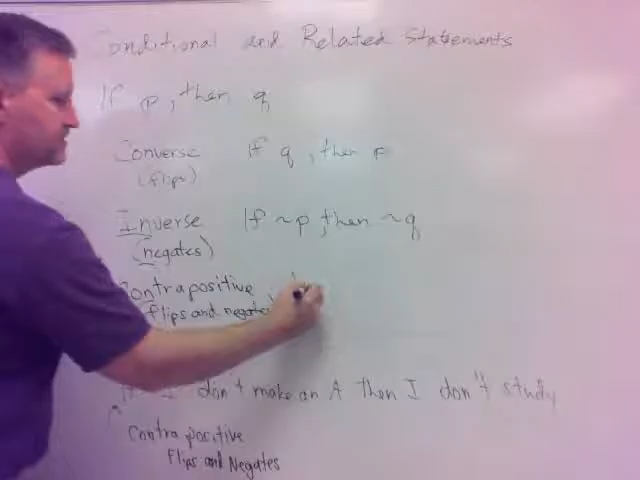 Conditional and Related Statements
If p, then q
Converse If q, then p
(flips)
Inverse If ~p, then ~q
(negates)
Contrapositive
flips and negates
I don't make an A then I don't study
Contrapositive
Flips and Negates